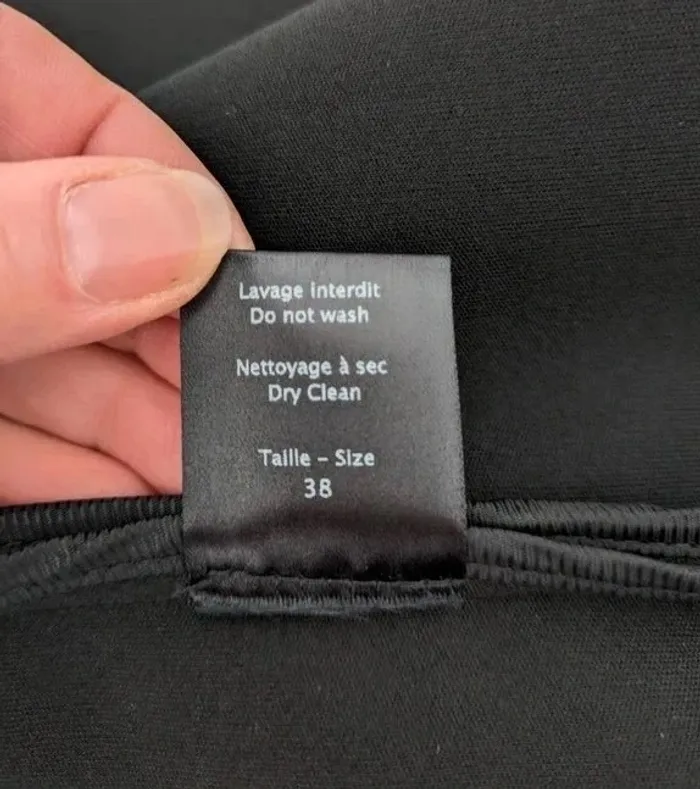 Lavage interdit
Do not wash
Nettoyage à sec
Dry Clean
Taille – Size
38